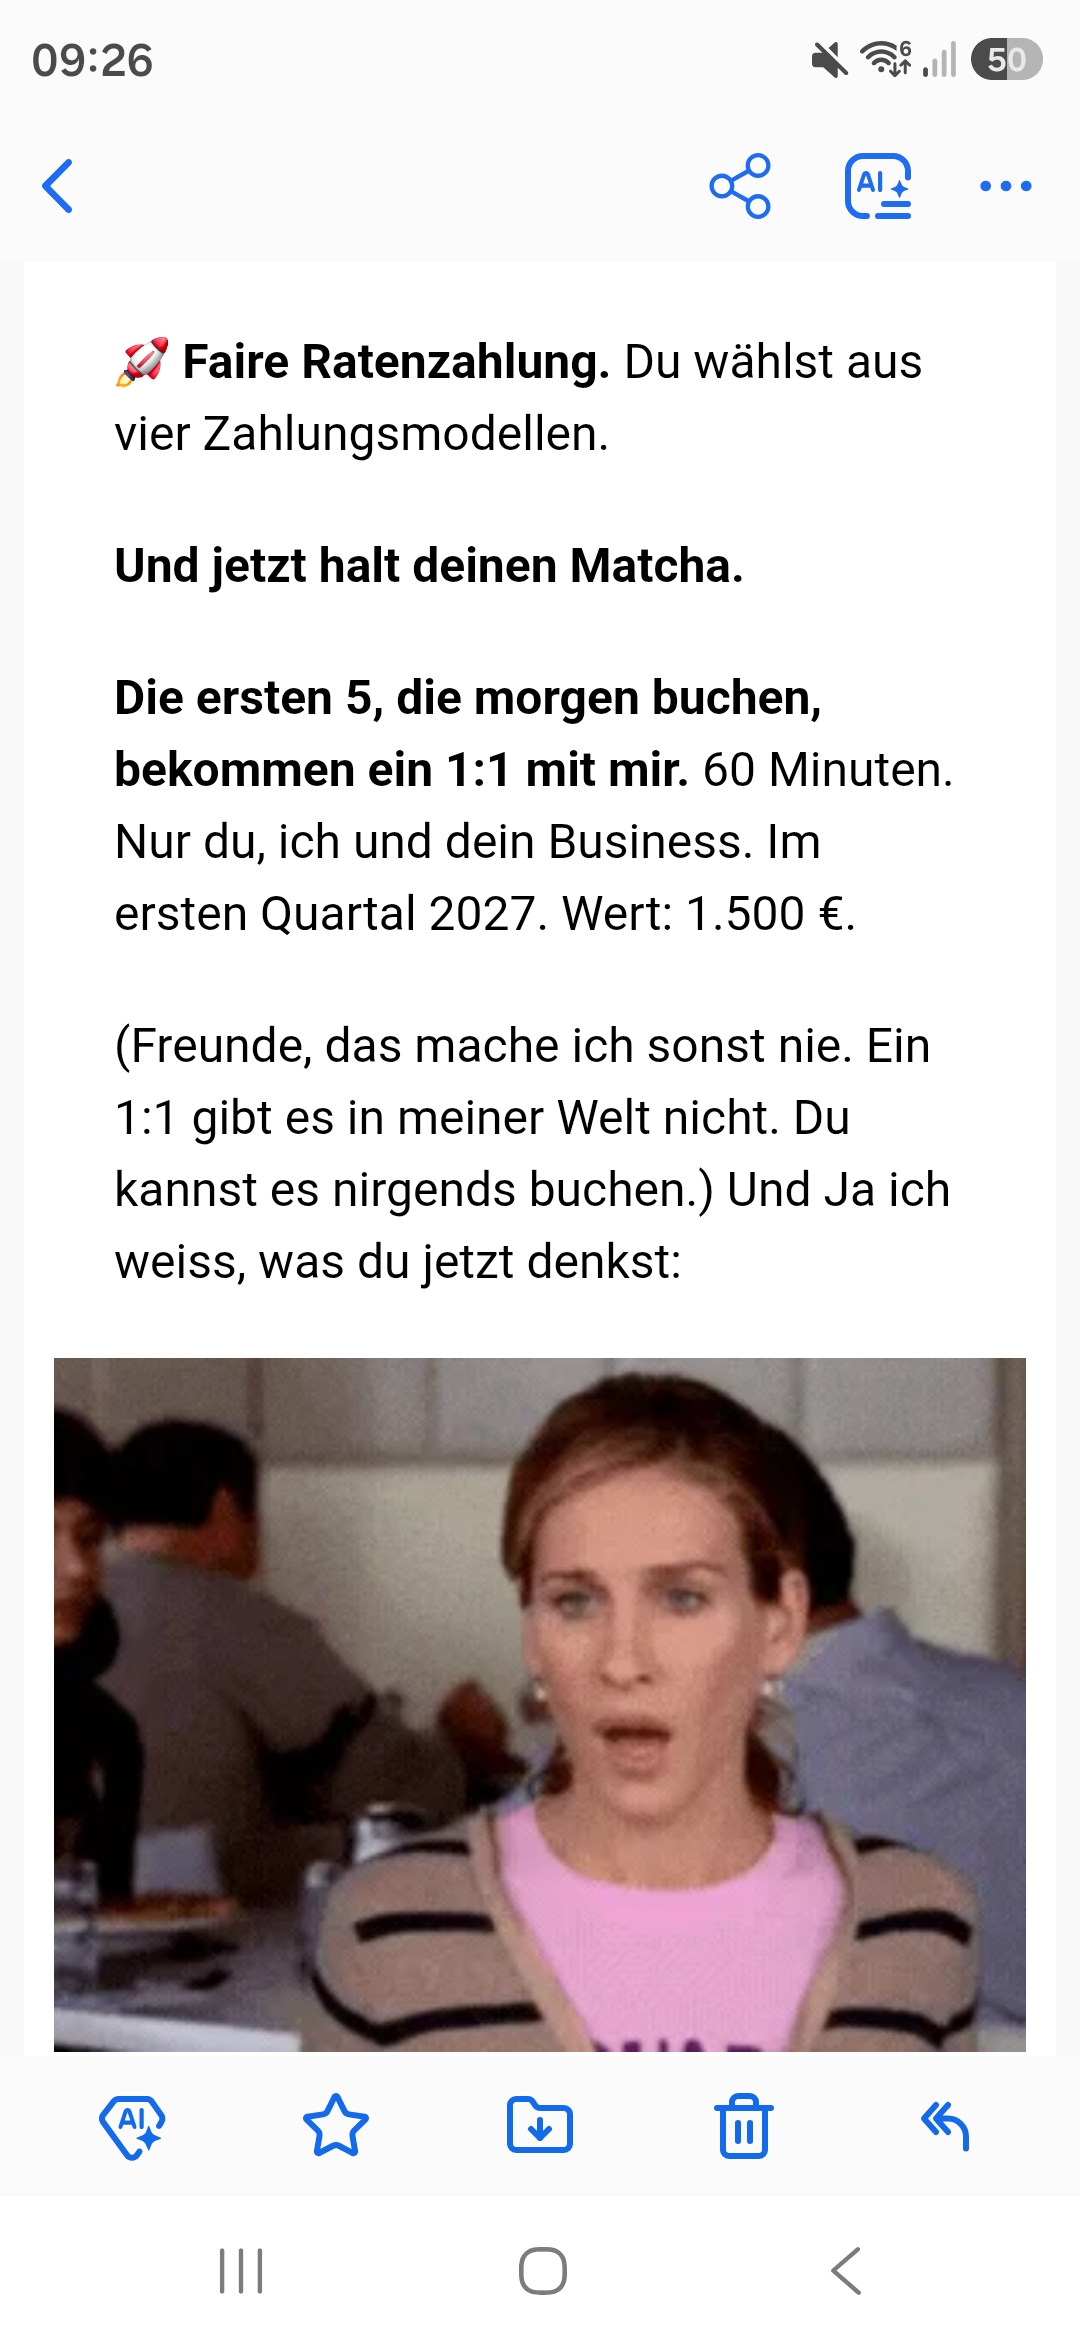 09:26
6
50
AI
🚀 Faire Ratenzahlung. Du wählst aus
vier Zahlungsmodellen.
Und jetzt halt deinen Matcha.
Die ersten 5, die morgen buchen,
bekommen ein 1:1 mit mir. 60 Minuten.
Nur du, ich und dein Business. Im
ersten Quartal 2027. Wert: 1.500 €.
(Freunde, das mache ich sonst nie. Ein
1:1 gibt es in meiner Welt nicht. Du
kannst es nirgends buchen.) Und Ja ich
weiss, was du jetzt denkst:
AI